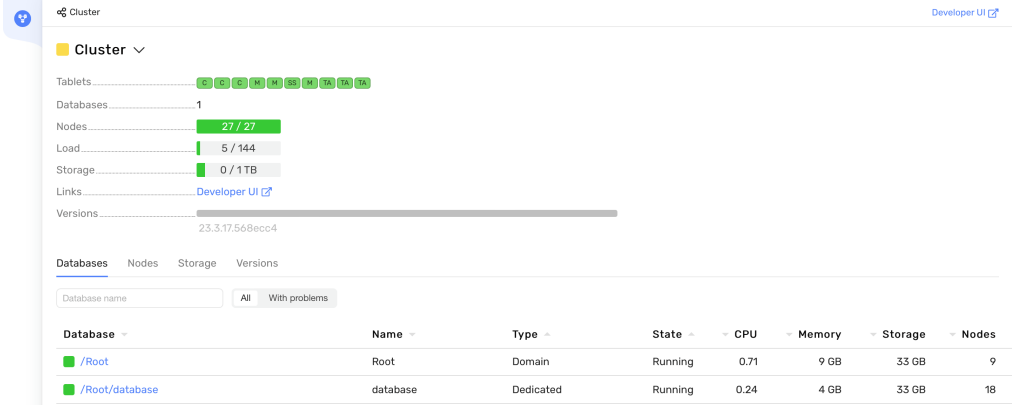 Cluster
Developer UI
Cluster
Tablets C C C M M SS M TA TA TA
Databases 1
Nodes 27 / 27
Load 5 / 144
Storage 0 / 1 TB
Links Developer UI
Versions
23.3.17.568ecc4
Databases Nodes Storage Versions
Database name All With problems
Database Name Type State CPU Memory Storage Nodes
/Root Root Domain Running 0.71 9 GB 33 GB 9
/Root/database database Dedicated Running 0.24 4 GB 33 GB 18